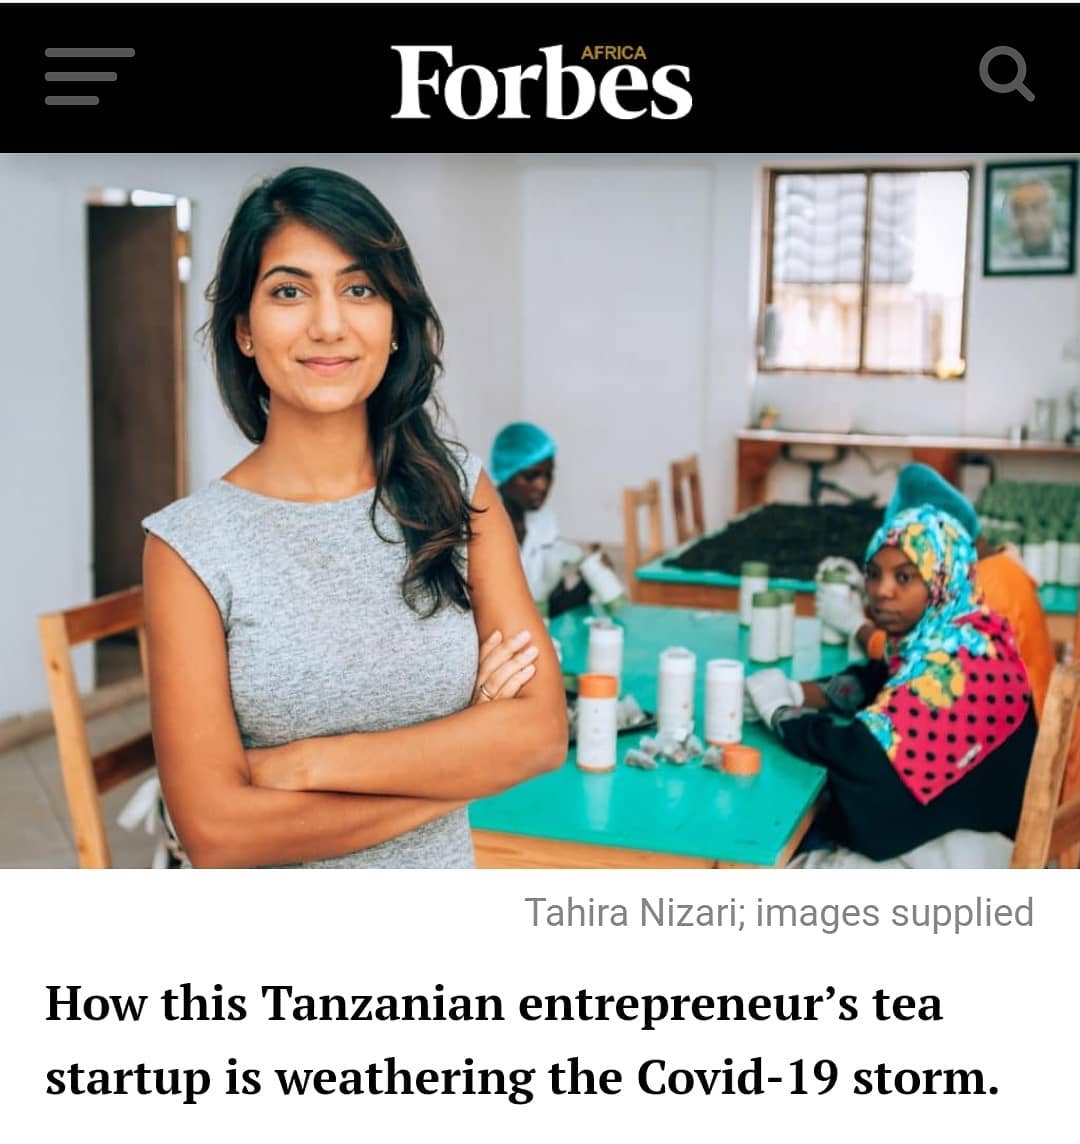 Forbes
AFRICA
Tahira Nizari; images supplied
How this Tanzanian entrepreneur’s tea
startup is weathering the Covid-19 storm.